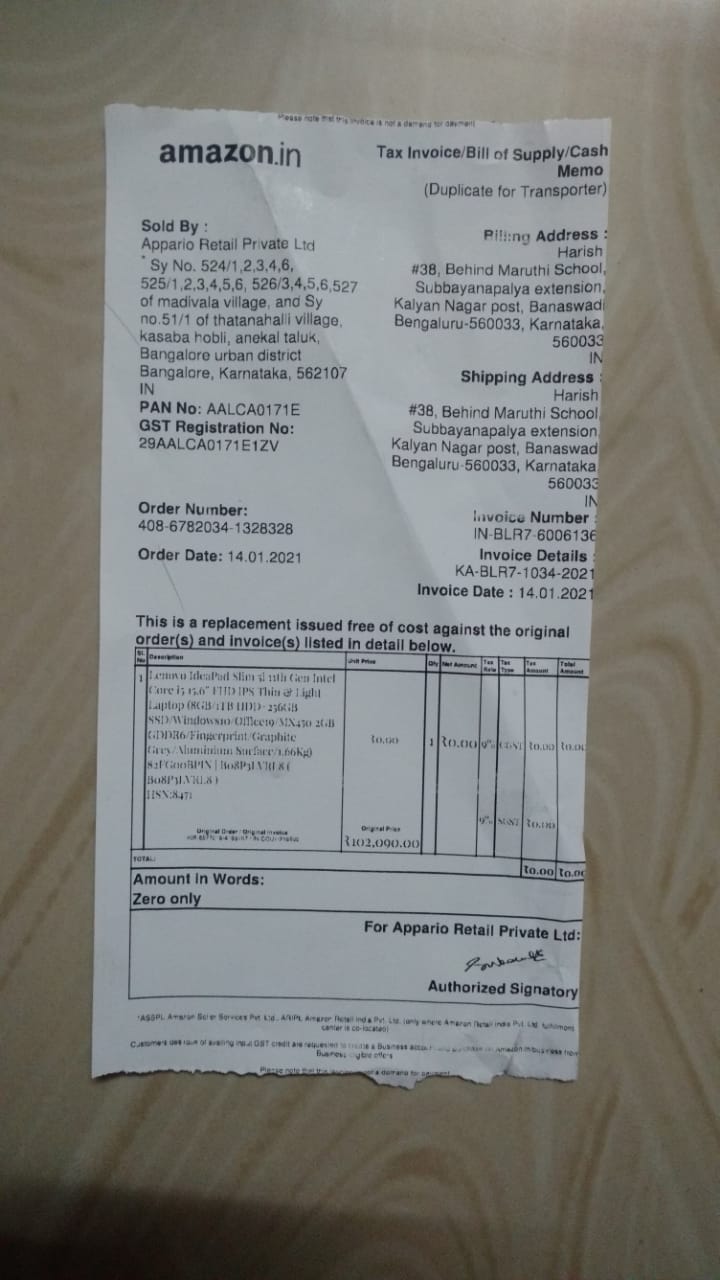 Please note that this invoice is not a demand for payment
amazon.in
Tax Invoice/Bill of Supply/Cash
Memo
(Duplicate for Transporter)
Sold By :
Appario Retail Private Ltd
* Sy No. 524/1,2,3,4,6,
525/1,2,3,4,5,6, 526/3,4,5,6,527
of madivala village, and Sy
no.51/1 of thatanahalli village,
kasaba hobli, anekal taluk,
Bangalore urban district
Bangalore, Karnataka, 562107
IN
PAN No: AALCA0171E
GST Registration No:
29AALCA0171E1ZV
Billing Address :
Harish
#38, Behind Maruthi School,
Subbayanapalya extension,
Kalyan Nagar post, Banaswadi
Bengaluru-560033, Karnataka,
560033
IN
Shipping Address :
Harish
#38, Behind Maruthi School,
Subbayanapalya extension,
Kalyan Nagar post, Banaswad
Bengaluru-560033, Karnataka
560033
IN
Order Number:
408-6782034-1328328
Order Date: 14.01.2021
Invoice Number :
IN-BLR7-6006136
Invoice Details :
KA-BLR7-1034-2021
Invoice Date : 14.01.2021
This is a replacement issued free of cost against the original
order(s) and invoice(s) listed in detail below.
Sl. No Description Unit Price Qty Net Amount Tax Rate Tax Type Tax Amount Total Amount
1 Lenovo IdeaPad Slim 5i 11th Gen Intel
Core i5 15.6" FHD IPS Thin & Light
Laptop (8GB/1TB HDD+256GB
SSD/Windows10/Office19/MX450 2GB
GDDR6/Fingerprint/Graphite
Grey/Aluminium Surface/1.66Kg)
HSN:8471
₹0.00 1 ₹0.00 9% CGST ₹0.00 ₹0.00
9% SGST ₹0.00
Original Order / Original Invoice
Original Price
₹102,090.00
TOTAL:
₹0.00 ₹0.00
Amount in Words:
Zero only
For Appario Retail Private Ltd:
Authorized Signatory
*ASSPL-Amazon Seller Services Pvt. Ltd., ARIPL-Amazon Retail India Pvt. Ltd. (only where Amazon Retail India Pvt. Ltd. fulfilment
center is co-located)
Customers desirous of availing input GST credit are requested to create a Business account and purchase on Amazon.in/business from
Business eligible offers
Please note that this invoice is not a demand for payment